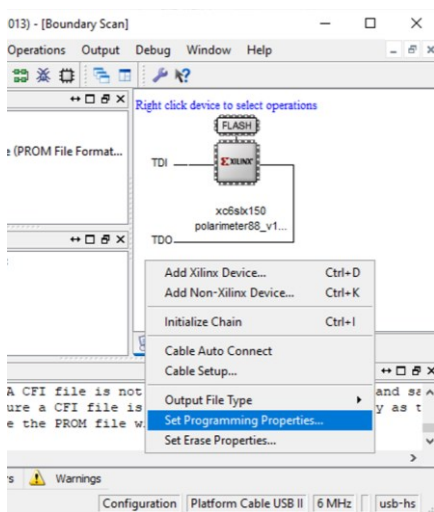 013) - [Boundary Scan]
Operations Output Debug Window Help
Right click device to select operations
FLASH
(PROM File Format...
TDI
XILINX
xc6slx150
polarimeter88_v1...
TDO
Add Xilinx Device... Ctrl+D
Add Non-Xilinx Device... Ctrl+K
Initialize Chain Ctrl+I
Cable Auto Connect
Cable Setup...
Output File Type
Set Programming Properties...
Set Erase Properties...
A CFI file is not
and sa
ure a CFI file is
y as t
e the PROM file w
Warnings
Configuration Platform Cable USB II 6 MHz usb-hs